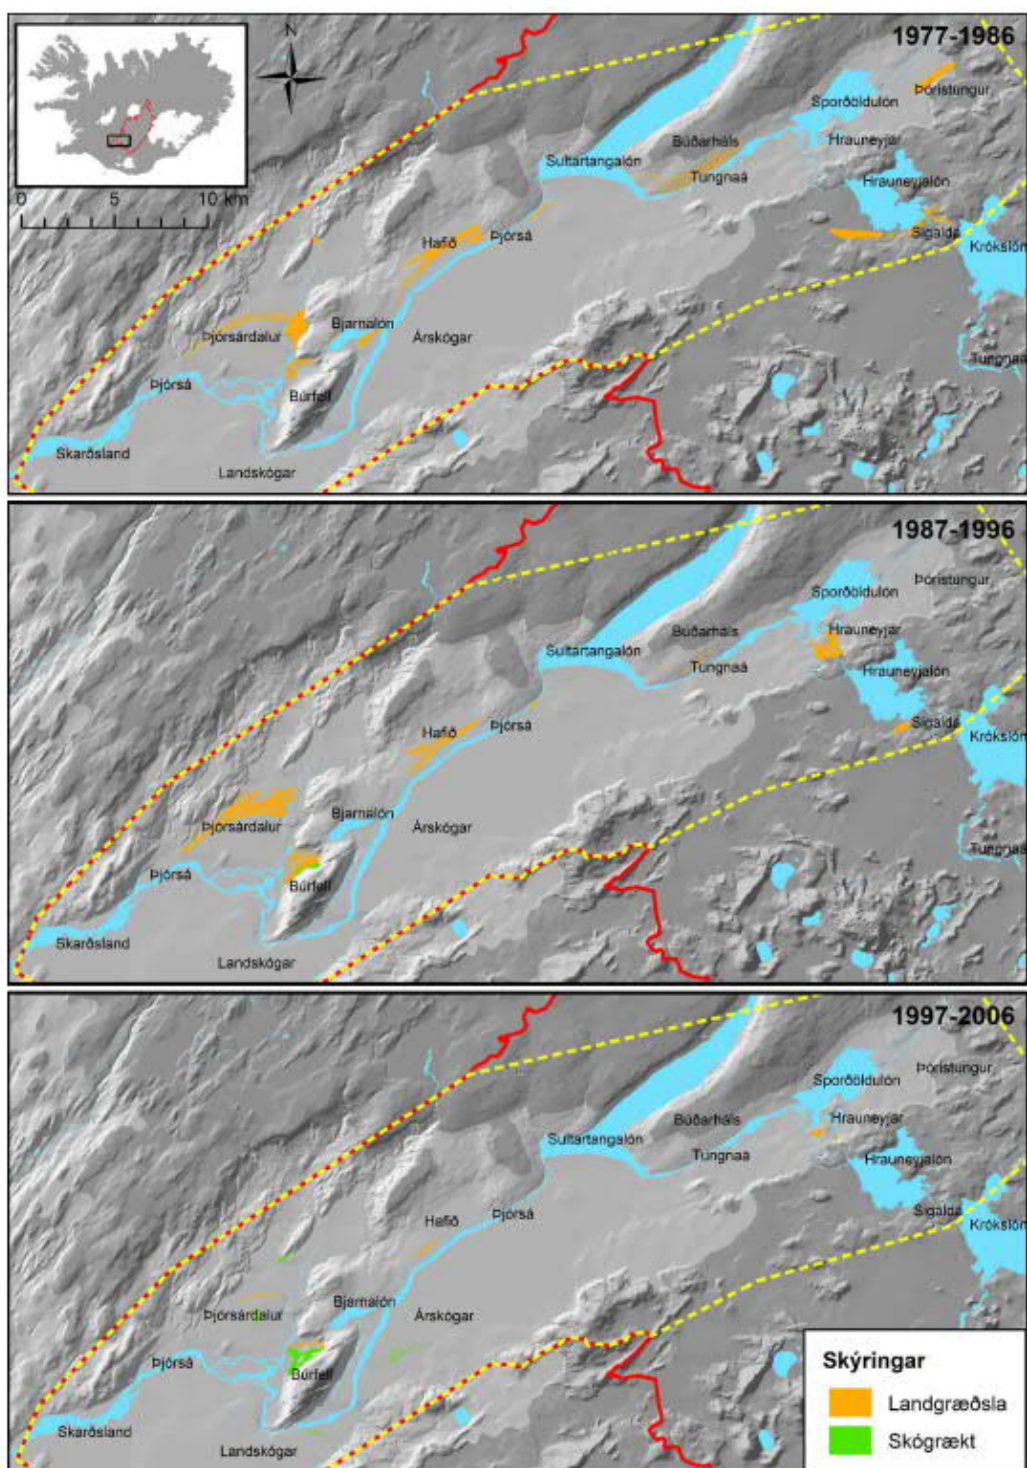 1977-1986
N
Þóristungur
Sporðöldulón
Búðarháls
Hrauneyjar
Sultartangalón
Tungnaá
Hrauneyjalón
0 5 10 km
Sigalda
Hafið
Þjórsá
Krókslón
Þjórsárdalur
Bjarnalón
Árskógar
Tungnaá
Þjórsá
Búrfell
Skarðsland
Landskógar
1987-1996
Þóristungur
Sporðöldulón
Búðarháls
Hrauneyjar
Sultartangalón
Tungnaá
Hrauneyjalón
Sigalda
Hafið
Þjórsá
Krókslón
Þjórsárdalur
Bjarnalón
Árskógar
Tungnaá
Þjórsá
Búrfell
Skarðsland
Landskógar
1997-2006
Þóristungur
Sporðöldulón
Búðarháls
Hrauneyjar
Sultartangalón
Tungnaá
Hrauneyjalón
Sigalda
Hafið
Þjórsá
Krókslón
Þjórsárdalur
Bjarnalón
Árskógar
Þjórsá
Búrfell
Skarðsland
Landskógar
Skýringar
Landgræðsla
Skógrækt